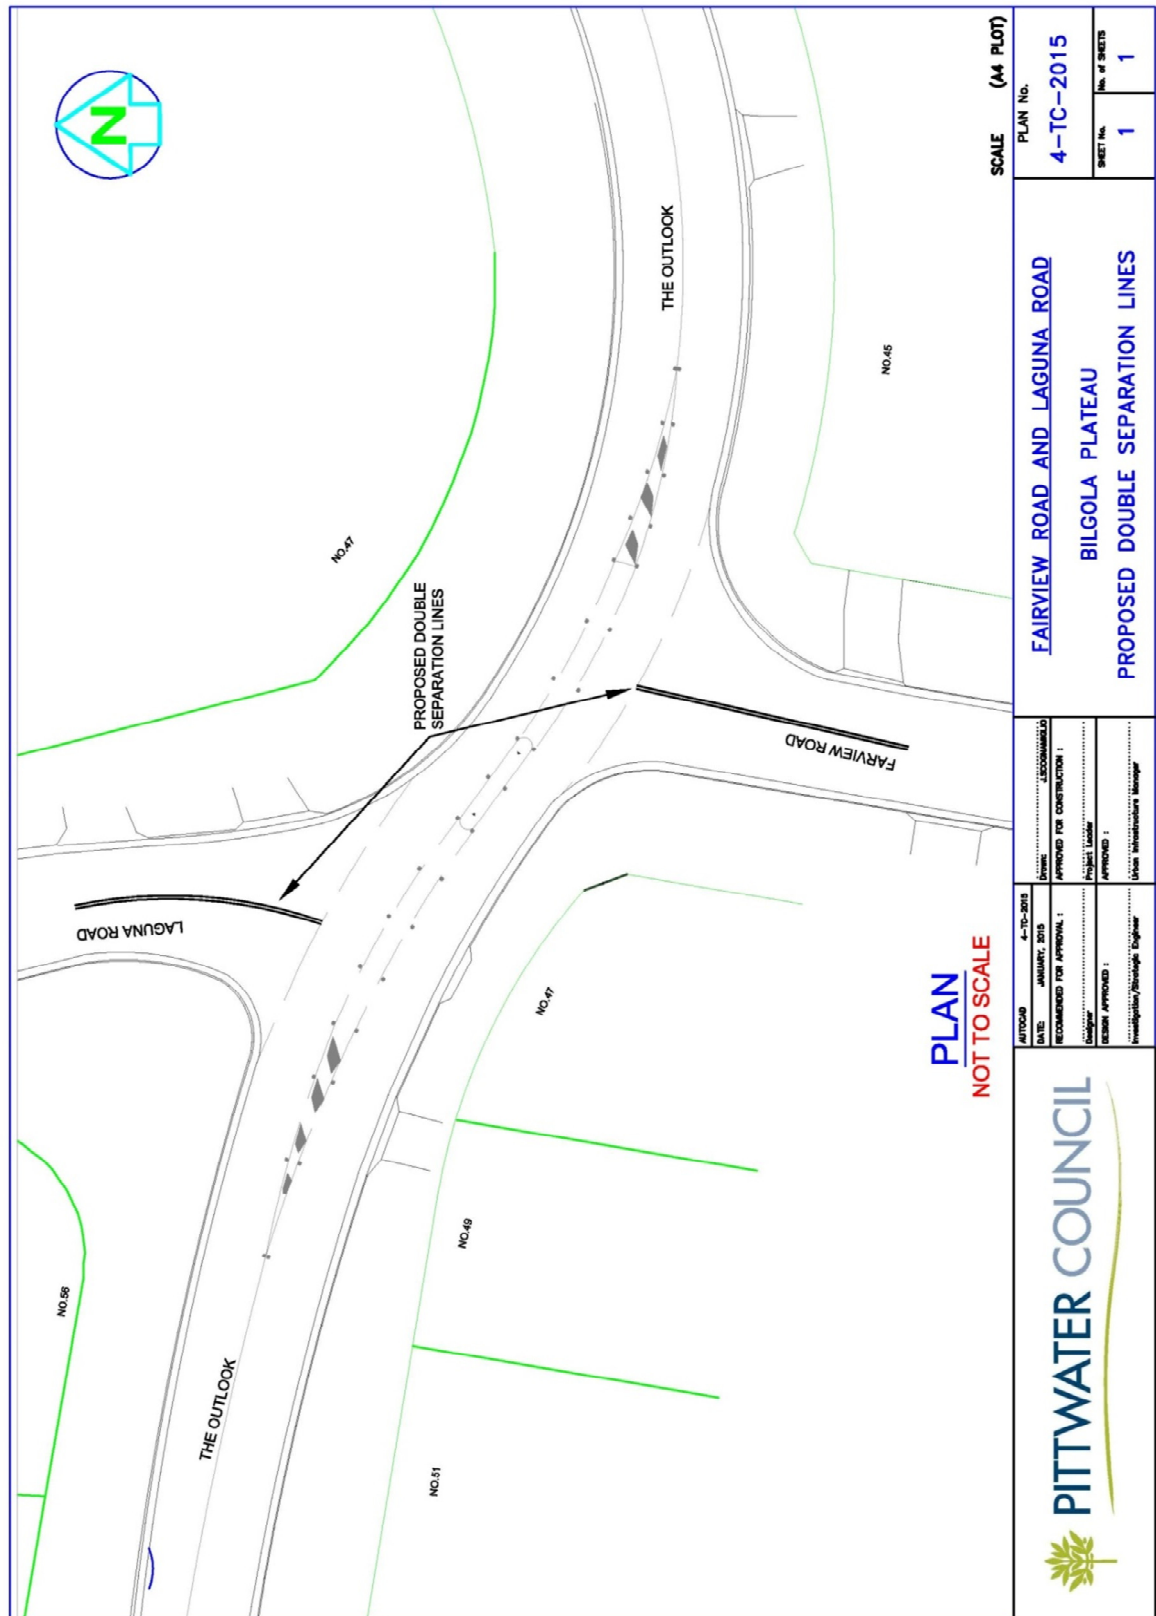 N
THE OUTLOOK
NO.47
NO.45
PROPOSED DOUBLE
SEPARATION LINES
LAGUNA ROAD
FARVIEW ROAD
NO.56
THE OUTLOOK
NO.47
NO.49
NO.51
PLAN
NOT TO SCALE
SCALE (A4 PLOT)
PITTWATER COUNCIL
AUTOCAD 4-TC-2015
DATE: JANUARY, 2015
RECOMMENDED FOR APPROVAL :
Designer
DESIGN APPROVED :
Investigation/Strategic Engineer
Drawn:
APPROVED FOR CONSTRUCTION :
Project Leader
APPROVED :
Urban Infrastructure Manager
FAIRVIEW ROAD AND LAGUNA ROAD
BILGOLA PLATEAU
PROPOSED DOUBLE SEPARATION LINES
PLAN No.
4-TC-2015
SHEET No.
1
No. of SHEETS
1